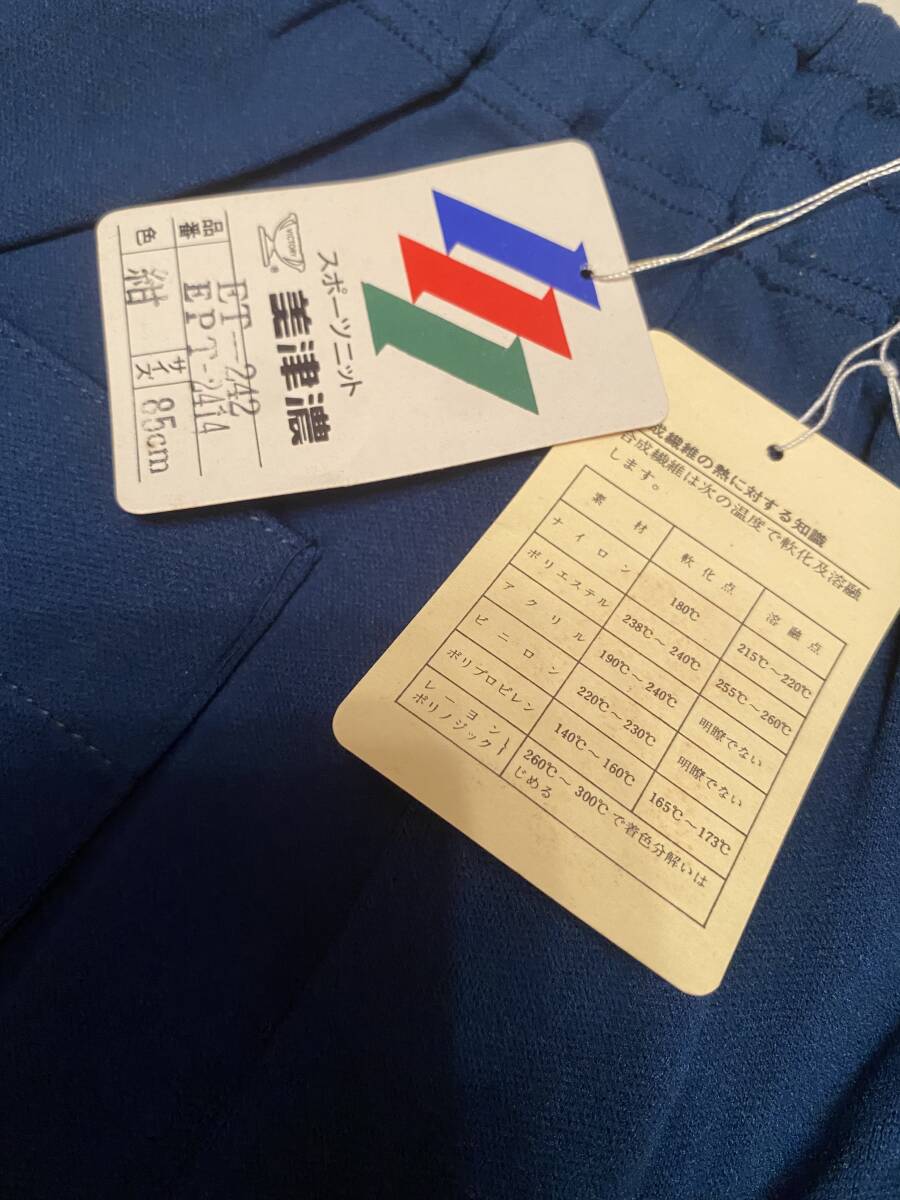 スポーツニット
VICTOR
®
美津濃
品番 ET-242
EPT-2414
色 紺 サイズ 85cm
成繊維の熱に対する知識
合成繊維は次の温度で軟化及溶融
します。
素材 軟化点 溶融点
ナイロン 180℃ 215℃~220℃
ポリエステル 238℃~240℃ 255℃~260℃
アクリル 190℃~240℃ 明瞭でない
ビニロン 220℃~230℃ 明瞭でない
ポリプロピレン 140℃~160℃ 165℃~173℃
レーヨン
ポリノジック } 260℃~300℃で着色分解いは
じめる